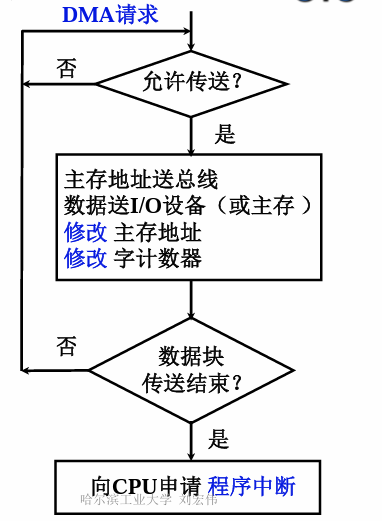 DMA请求
否
允许传送？
是
主存地址送总线
数据送I/O设备（或主存 ）
修改 主存地址
修改 字计数器
否
数据块
传送结束？
是
向CPU申请 程序中断
哈尔滨工业大学 刘宏伟